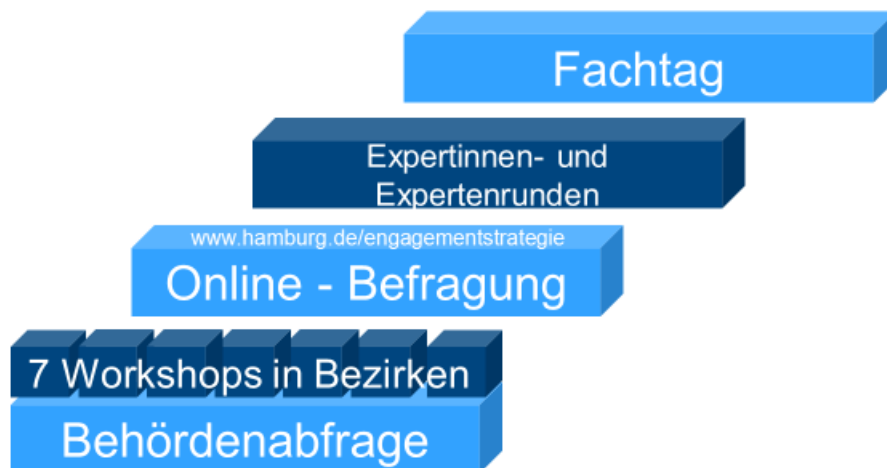 Fachtag
Expertinnen- und
Expertenrunden
www.hamburg.de/engagementstrategie
Online - Befragung
7 Workshops in Bezirken
Behördenabfrage